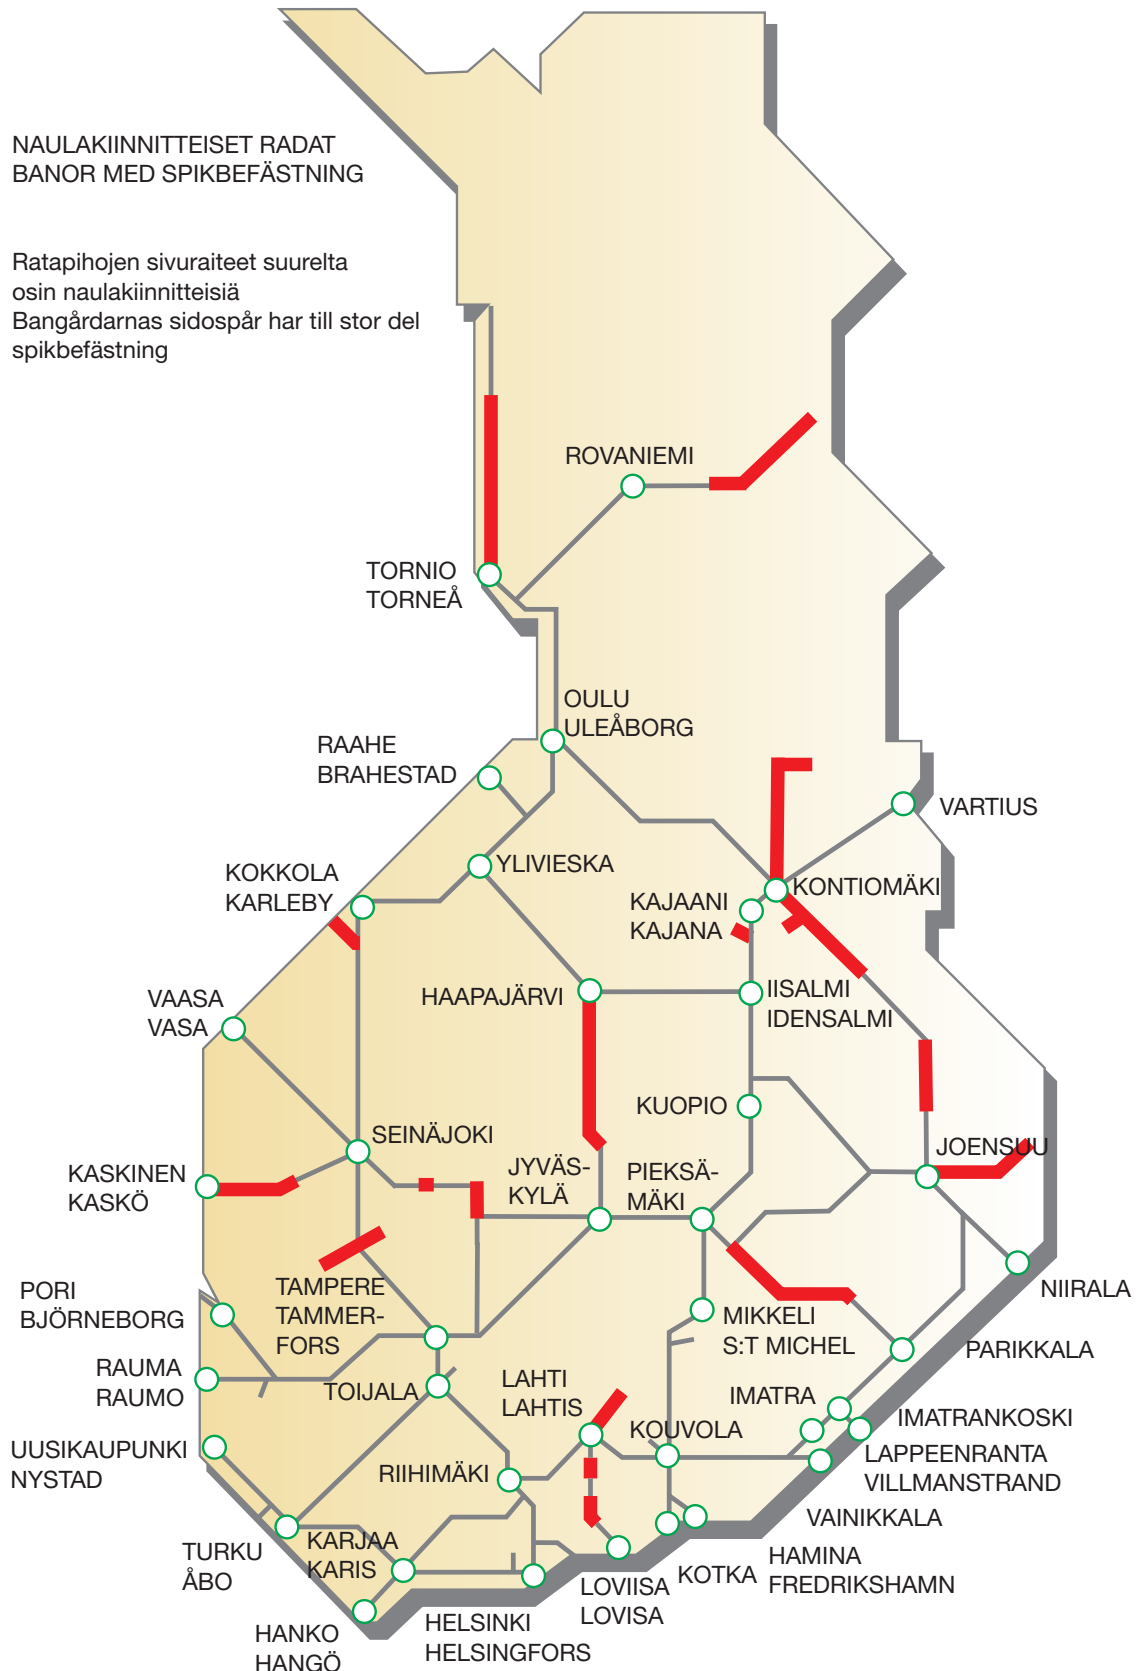 NAULAKIINNITTEISET RADAT
BANOR MED SPIKBEFÄSTNING
Ratapihojen sivuraiteet suurelta
osin naulakiinnitteisiä
Bangårdarnas sidospår har till stor del
spikbefästning
ROVANIEMI
TORNIO
TORNEÅ
OULU
ULEÅBORG
RAAHE
BRAHESTAD
VARTIUS
YLIVIESKA
KOKKOLA
KARLEBY
KONTIOMÄKI
KAJAANI
KAJANA
HAAPAJÄRVI
IISALMI
IDENSALMI
VAASA
VASA
KUOPIO
SEINÄJOKI
JOENSUU
JYVÄS-
KYLÄ
PIEKSÄ-
MÄKI
KASKINEN
KASKÖ
NIIRALA
TAMPERE
TAMMER-
FORS
PORI
BJÖRNEBORG
MIKKELI
S:T MICHEL
PARIKKALA
RAUMA
RAUMO
TOIJALA
LAHTI
LAHTIS
IMATRA
IMATRANKOSKI
KOUVOLA
UUSIKAUPUNKI
NYSTAD
RIIHIMÄKI
LAPPEENRANTA
VILLMANSTRAND
VAINIKKALA
KARJAA
KARIS
TURKU
ÅBO
HAMINA
FREDRIKSHAMN
KOTKA
LOVIISA
LOVISA
HELSINKI
HELSINGFORS
HANKO
HANGÖ